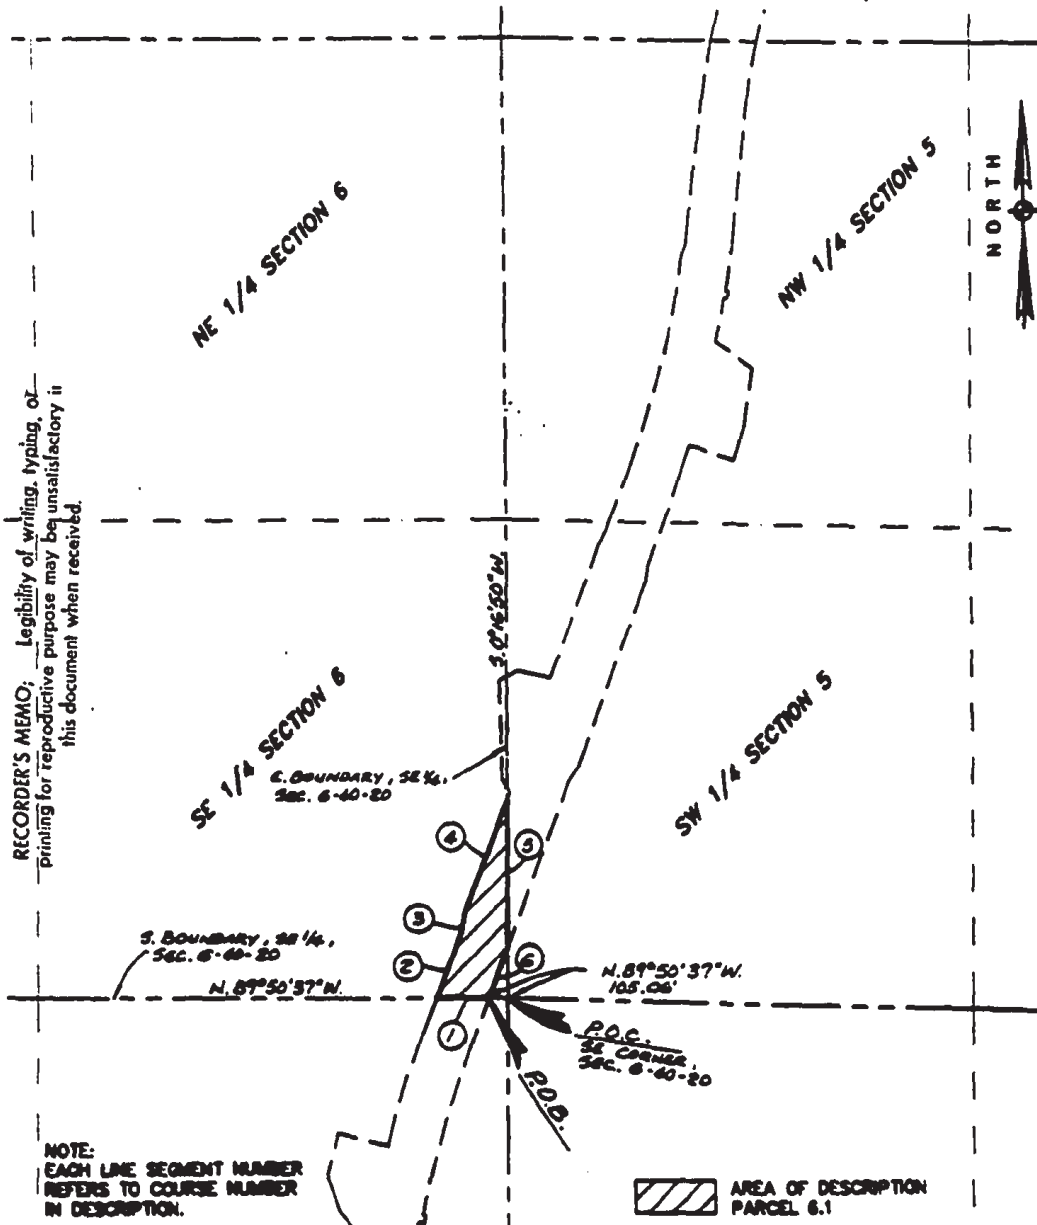 NE 1/4 SECTION 6
NW 1/4 SECTION 5
NORTH
RECORDER'S MEMO; Legibility of writing, typing, or
printing for reproductive purpose may be unsatisfactory in
this document when received.
S. 0°16'50" W.
SE 1/4 SECTION 6
E. BOUNDARY, SE 1/4,
SEC. 6-60-20
SW 1/4 SECTION 5
4
5
3
S. BOUNDARY, SE 1/4,
SEC. 6-60-20
2
6
N. 89°50'37" W.
N. 89°50'37" W.
105.06'
1
P.O.C.
SE CORNER,
SEC. 6-60-20
P.O.B.
NOTE:
EACH LINE SEGMENT NUMBER
REFERS TO COURSE NUMBER
IN DESCRIPTION.
AREA OF DESCRIPTION
PARCEL 6.1